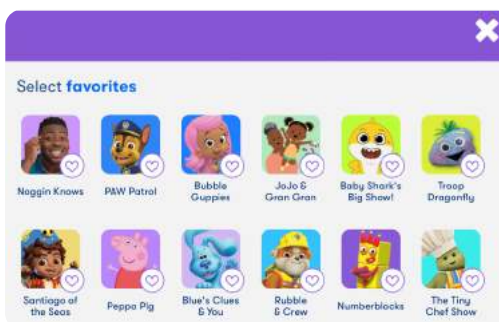 Select favorites
Noggin Knows
PAW Patrol
Bubble
Guppies
JoJo &
Gran Gran
Baby Shark's
Big Show!
Troop
Dragonfly
Santiago of
the Seas
Peppa Pig
Blue's Clues
& You
Rubble
& Crew
Numberblocks
The Tiny
Chef Show